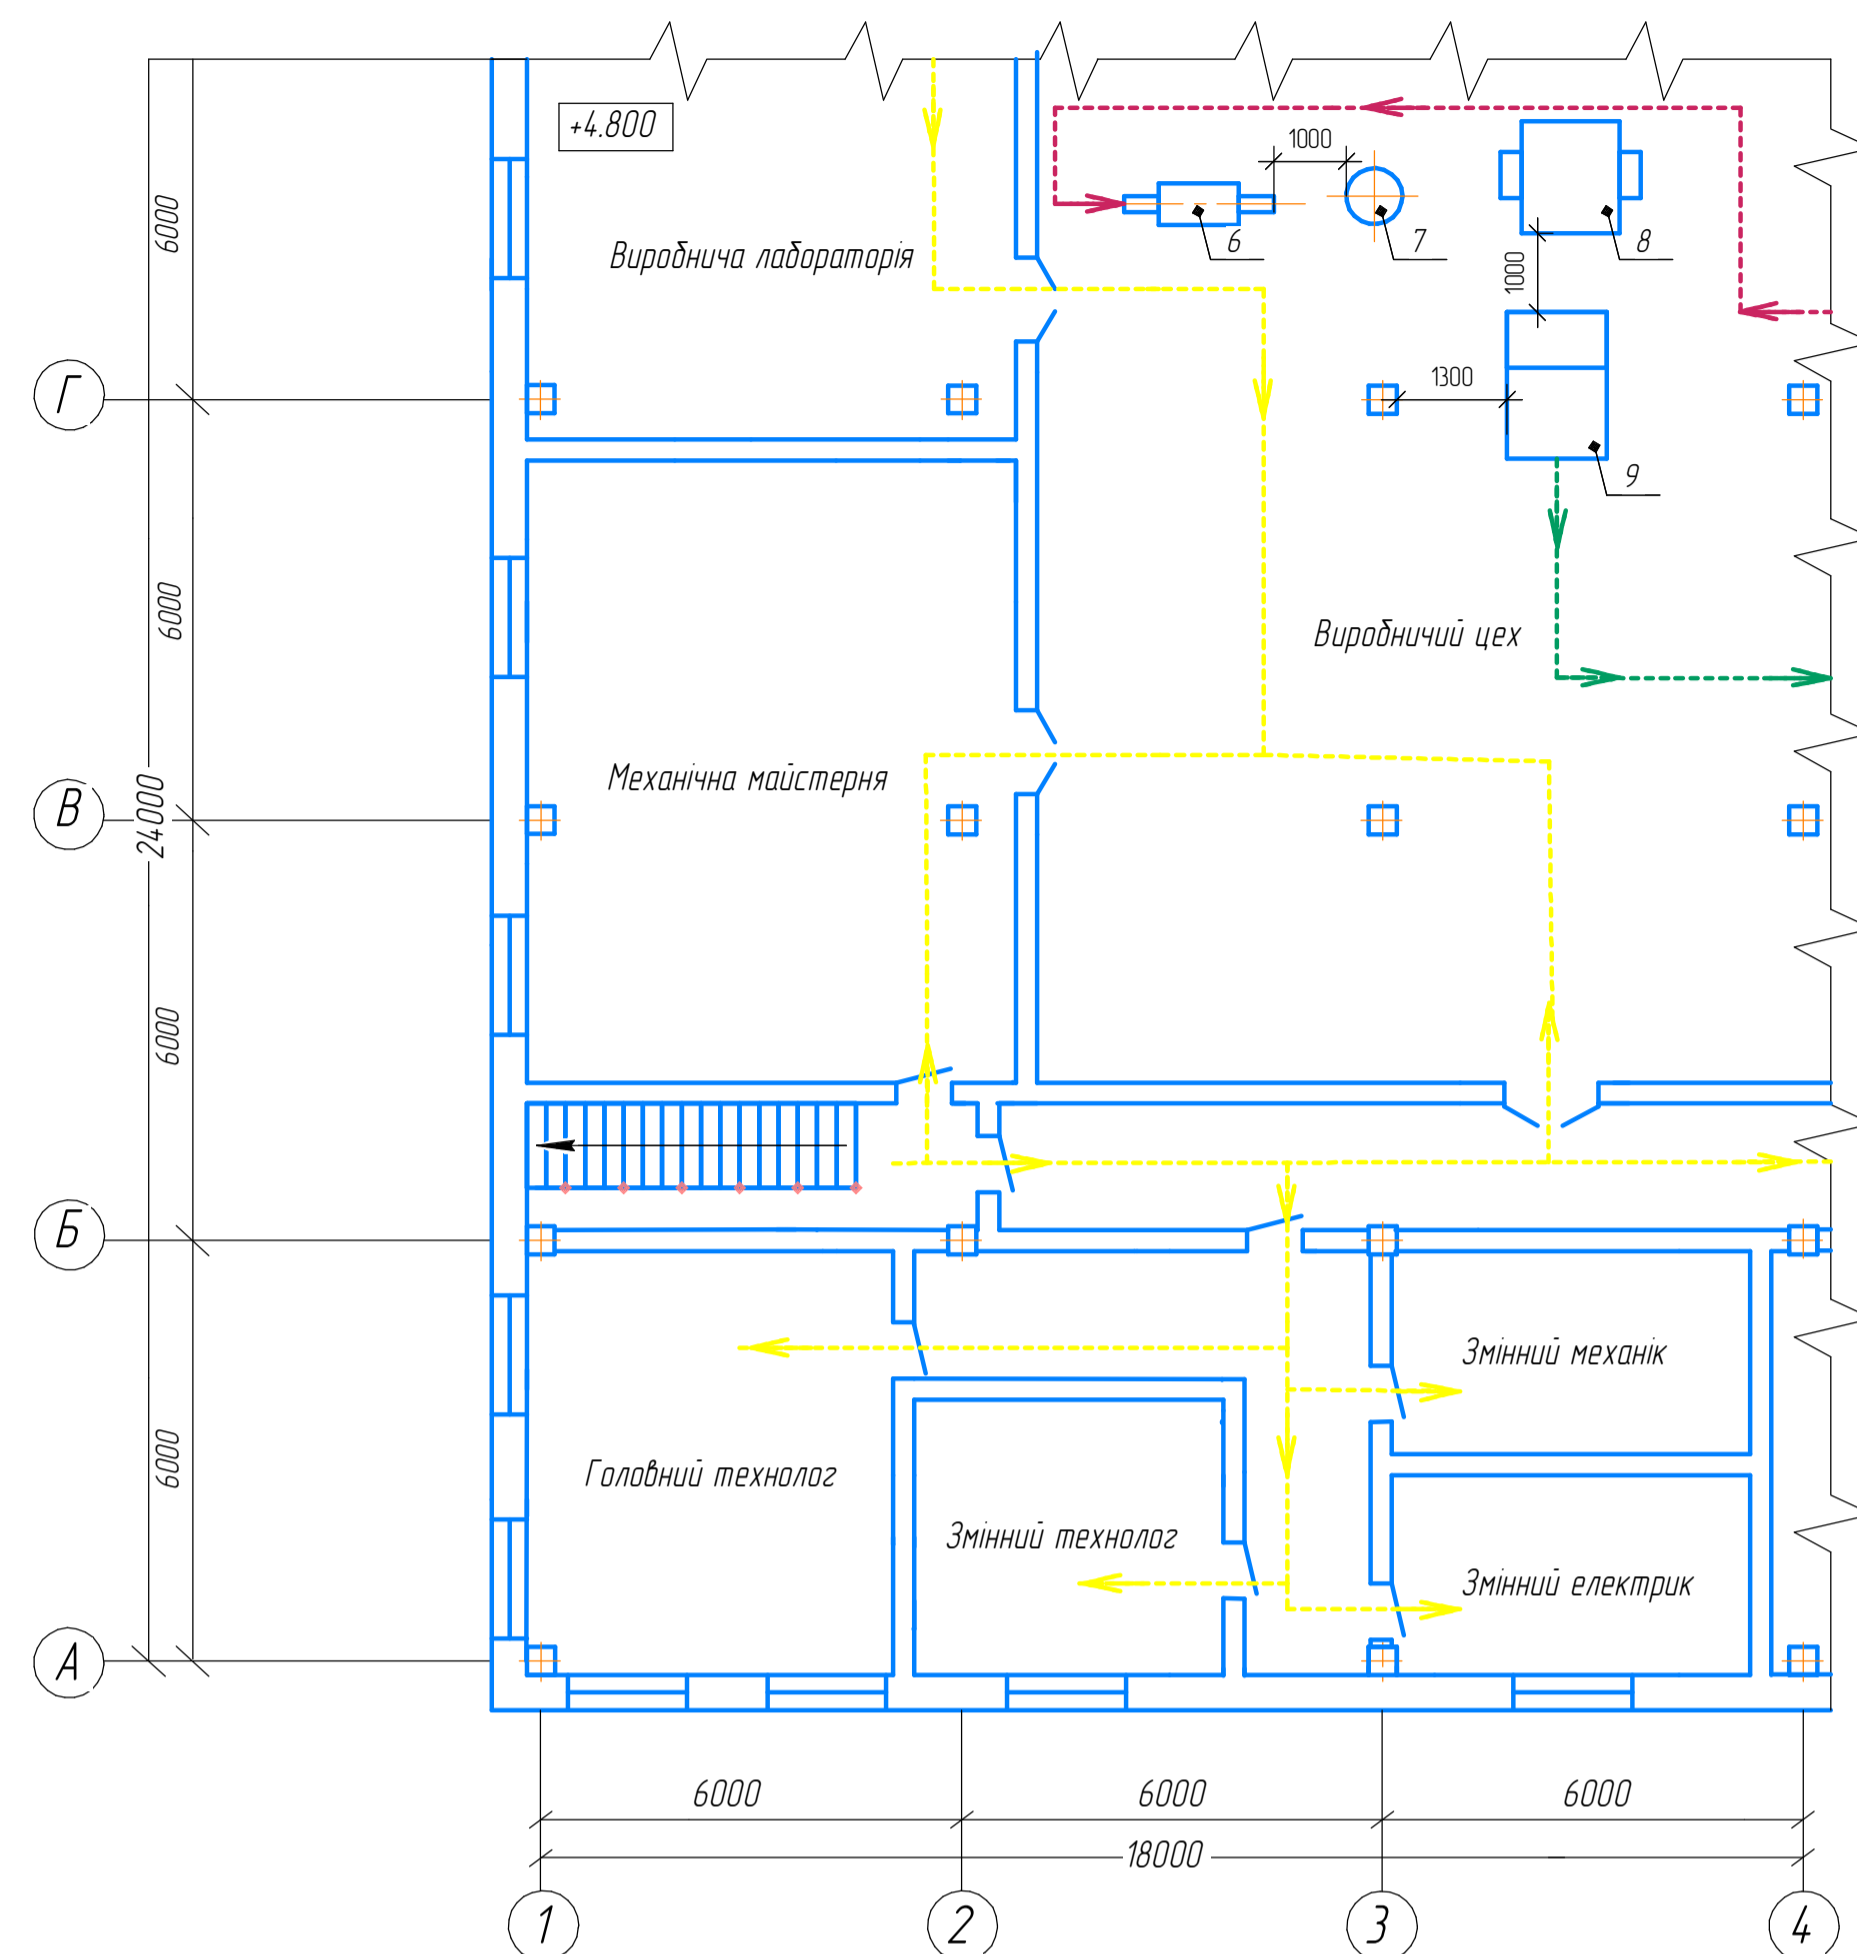 +4.800
1000
6000
6
7
8
Виробнича лабораторія
1000
1300
Г
9
6000
Виробничий цех
Механічна майстерня
В
24000
6000
Б
Змінний механік
6000
Головний технолог
Змінний технолог
Змінний електрик
А
6000
6000
6000
18000
1
2
3
4